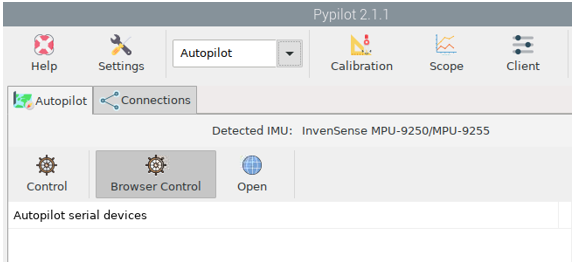 Pypilot 2.1.1
Help Settings Autopilot Calibration Scope Client
Autopilot Connections
Detected IMU: InvenSense MPU-9250/MPU-9255
Control Browser Control Open
Autopilot serial devices